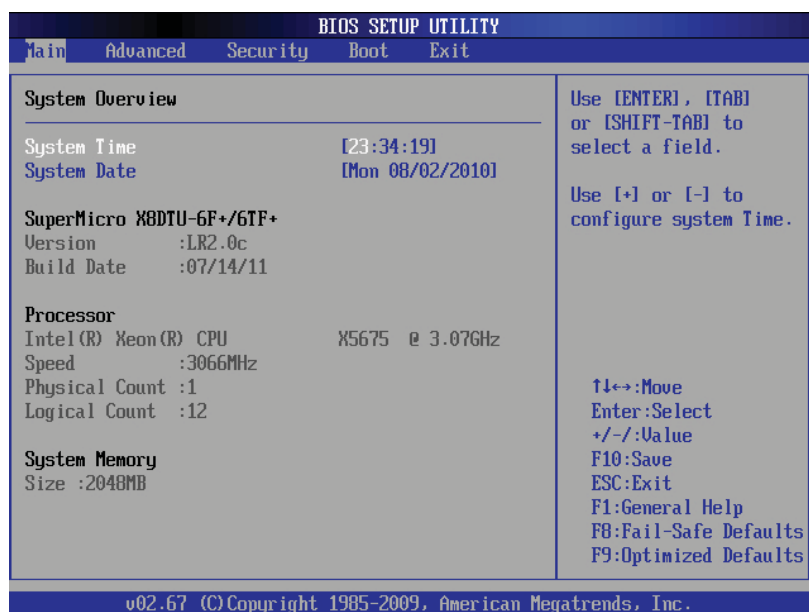 BIOS SETUP UTILITY
Main Advanced Security Boot Exit
System Overview
System Time [23:34:19]
System Date [Mon 08/02/2010]
SuperMicro X8DTU-6F+/6TF+
Version :LR2.0c
Build Date :07/14/11
Processor
Intel(R) Xeon(R) CPU X5675 @ 3.07GHz
Speed :3066MHz
Physical Count :1
Logical Count :12
System Memory
Size :2048MB
Use [ENTER], [TAB]
or [SHIFT-TAB] to
select a field.
Use [+] or [-] to
configure system Time.
↑↓←→:Move
Enter:Select
+/-/:Value
F10:Save
ESC:Exit
F1:General Help
F8:Fail-Safe Defaults
F9:Optimized Defaults
v02.67 (C)Copyright 1985-2009, American Megatrends, Inc.